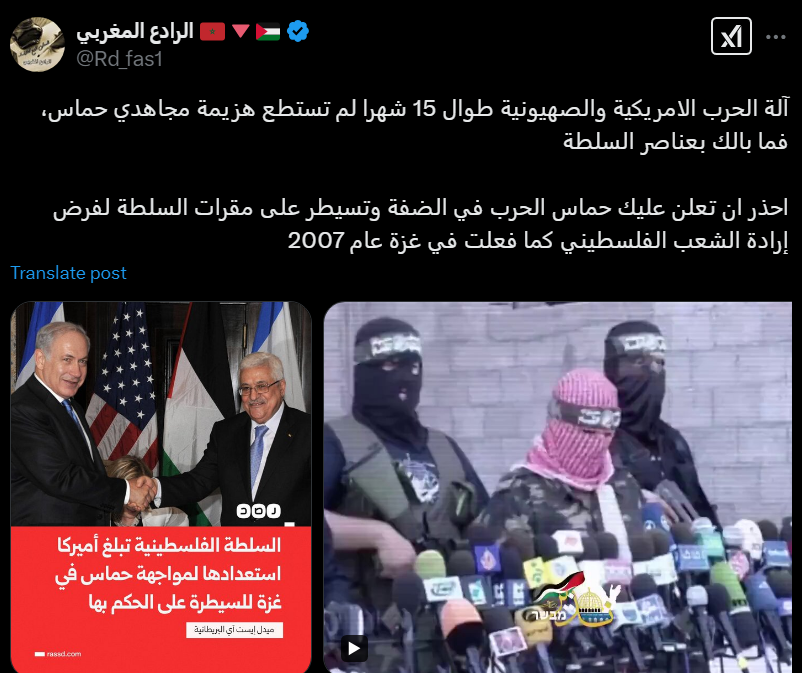 الرادع المغربي
@Rd_fas1
آلة الحرب الامريكية والصهيونية طوال 15 شهرا لم تستطع هزيمة مجاهدي حماس،
فما بالك بعناصر السلطة
احذر ان تعلن عليك حماس الحرب في الضفة وتسيطر على مقرات السلطة لفرض
إرادة الشعب الفلسطيني كما فعلت في غزة عام 2007
Translate post
رصد
السلطة الفلسطينية تبلغ أميركا
استعدادها لمواجهة حماس في
غزة للسيطرة على الحكم بها
ميدل إيست آي البريطانية
rassd.com
مبشر